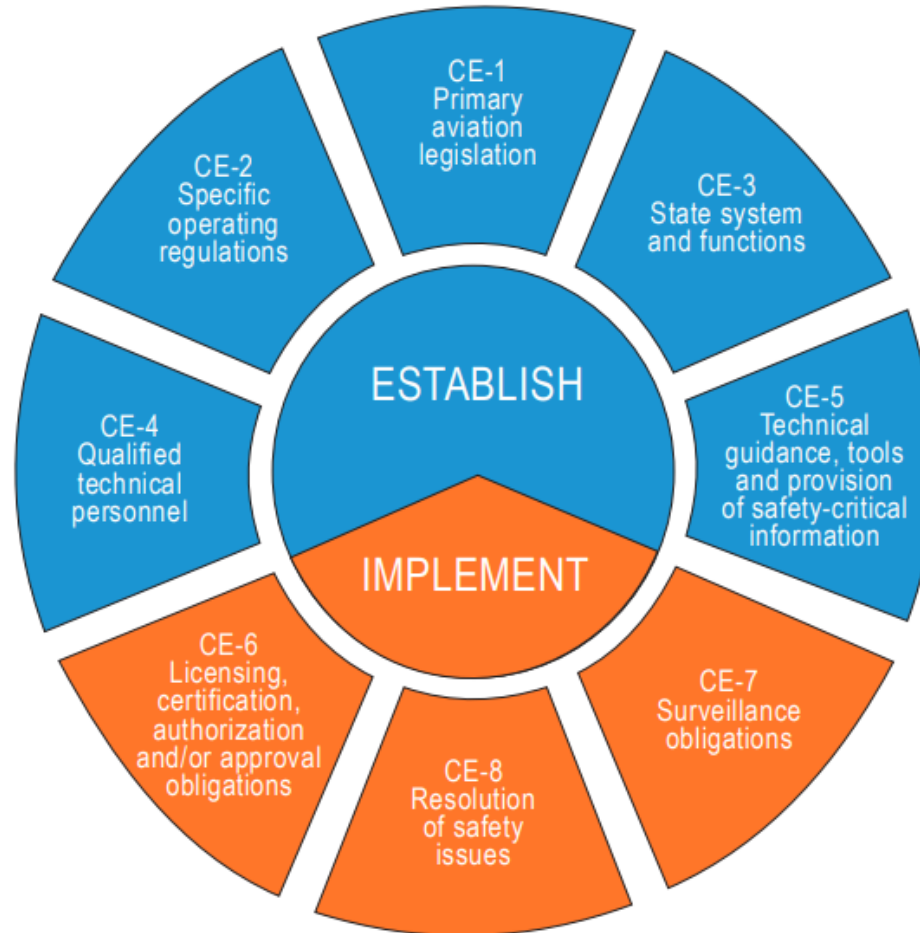 CE-1
Primary
aviation
legislation
CE-2
Specific
operating
regulations
CE-3
State system
and functions
ESTABLISH
CE-4
Qualified
technical
personnel
CE-5
Technical
guidance, tools
and provision
of safety-critical
information
IMPLEMENT
CE-6
Licensing,
certification,
authorization
and/or approval
obligations
CE-7
Surveillance
obligations
CE-8
Resolution
of safety
issues